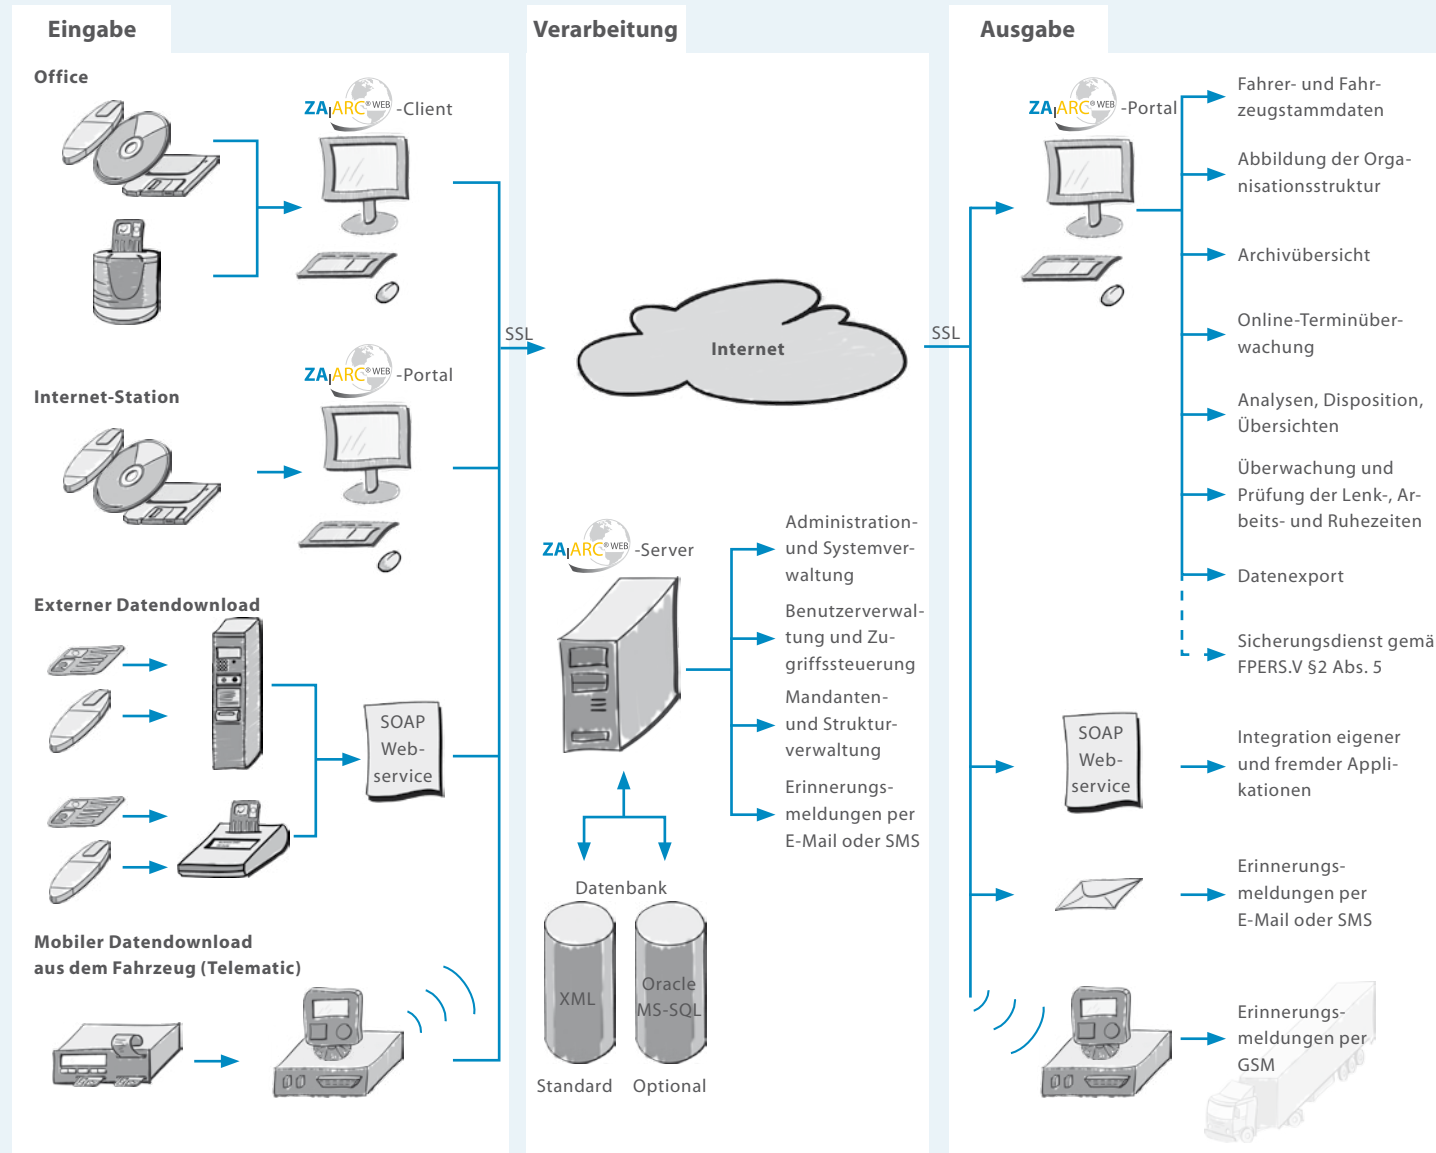 Eingabe
Office
ZA|ARC® WEB -Client
SSL
ZA|ARC® WEB -Portal
Internet-Station
Externer Datendownload
SOAP
Web-
service
Mobiler Datendownload
aus dem Fahrzeug (Telematic)
Verarbeitung
Internet
ZA|ARC® WEB -Server
Administration-
und Systemver-
waltung
Benutzerverwal-
tung und Zu-
griffssteuerung
Mandanten-
und Struktur-
verwaltung
Erinnerungs-
meldungen per
E-Mail oder SMS
Datenbank
XML
Oracle
MS-SQL
Standard
Optional
Ausgabe
SSL
ZA|ARC® WEB -Portal
Fahrer- und Fahr-
zeugstammdaten
Abbildung der Orga-
nisationsstruktur
Archivübersicht
Online-Terminüber-
wachung
Analysen, Disposition,
Übersichten
Überwachung und
Prüfung der Lenk-, Ar-
beits- und Ruhezeiten
Datenexport
Sicherungsdienst gemä
FPERS.V §2 Abs. 5
SOAP
Web-
service
Integration eigener
und fremder Appli-
kationen
Erinnerungs-
meldungen per
E-Mail oder SMS
Erinnerungs-
meldungen per
GSM